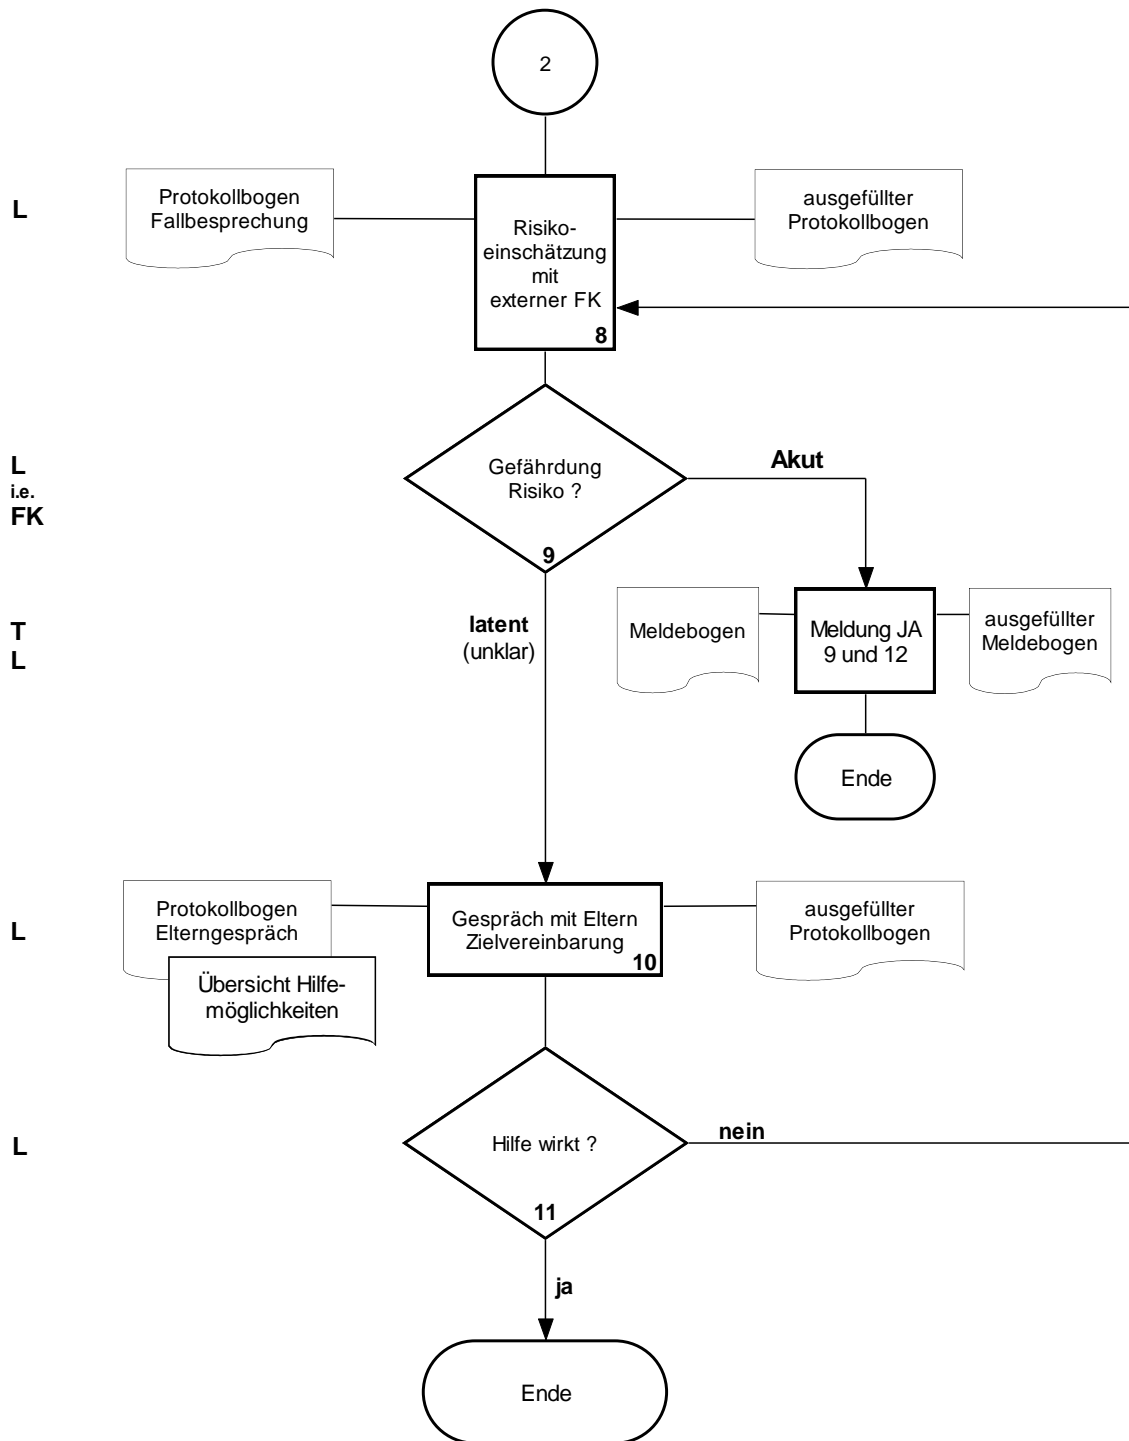 2
L
Protokollbogen
Fallbesprechung
Risiko-
einschätzung
mit
externer FK
8
ausgefüllter
Protokollbogen
L
i.e.
FK
Gefährdung
Risiko ?
9
Akut
T
L
latent
(unklar)
Meldebogen
Meldung JA
9 und 12
ausgefüllter
Meldebogen
Ende
L
Protokollbogen
Elterngespräch
Übersicht Hilfe-
möglichkeiten
Gespräch mit Eltern
Zielvereinbarung
10
ausgefüllter
Protokollbogen
L
Hilfe wirkt ?
11
nein
ja
Ende